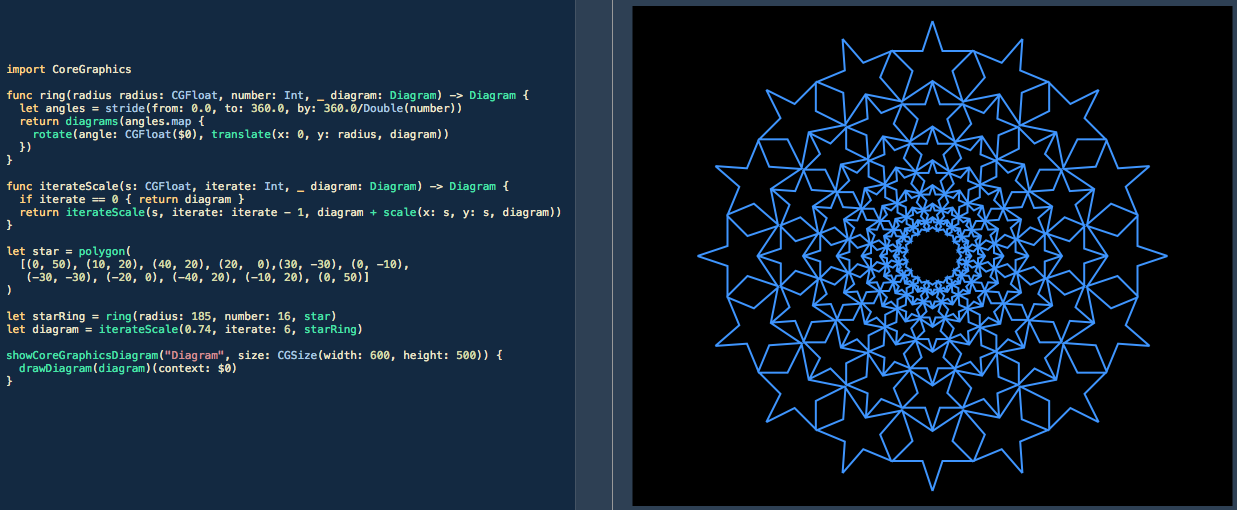 import CoreGraphics
func ring(radius radius: CGFloat, number: Int, _ diagram: Diagram) -> Diagram {
  let angles = stride(from: 0.0, to: 360.0, by: 360.0/Double(number))
  return diagrams(angles.map {
    rotate(angle: CGFloat($0), translate(x: 0, y: radius, diagram))
  })
}
func iterateScale(s: CGFloat, iterate: Int, _ diagram: Diagram) -> Diagram {
  if iterate == 0 { return diagram }
  return iterateScale(s, iterate: iterate - 1, diagram + scale(x: s, y: s, diagram))
}
let star = polygon(
  [(0, 50), (10, 20), (40, 20), (20,  0),(30, -30), (0, -10),
   (-30, -30), (-20, 0), (-40, 20), (-10, 20), (0, 50)]
)
let starRing = ring(radius: 185, number: 16, star)
let diagram = iterateScale(0.74, iterate: 6, starRing)
showCoreGraphicsDiagram("Diagram", size: CGSize(width: 600, height: 500)) {
  drawDiagram(diagram)(context: $0)
}